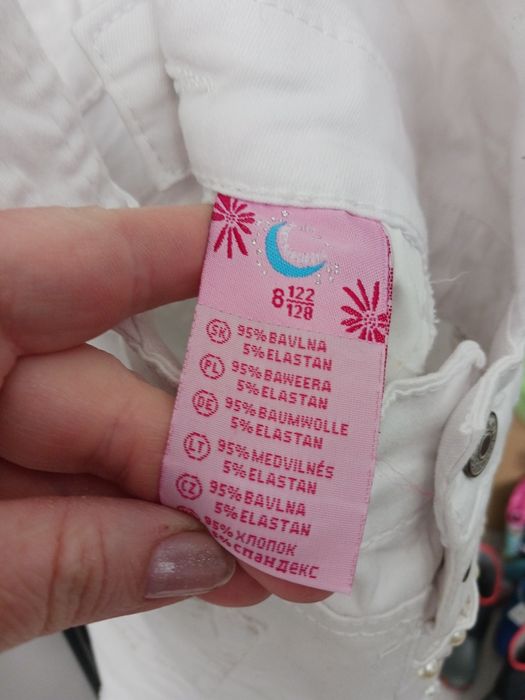 8 122
128
SK 95% BAVLNA
5% ELASTAN
PL 95% BAWEERA
5% ELASTAN
DE 95% BAUMWOLLE
5% ELASTAN
LT 95% MEDVILNĖS
5% ELASTAN
CZ 95% BAVLNA
5% ELASTAN
95% ХЛОПОК
5% спандекс